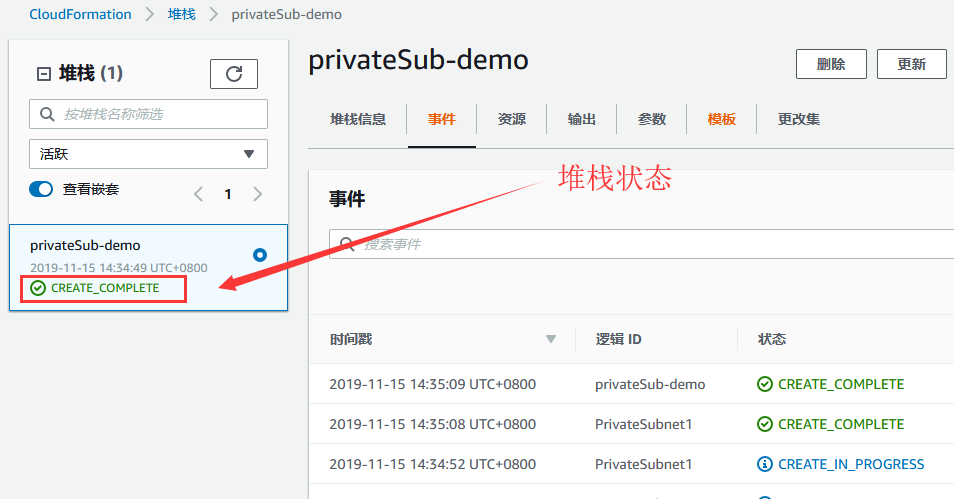 CloudFormation > 堆栈 > privateSub-demo
堆栈 (1)
按堆栈名称筛选
活跃
查看嵌套
1
privateSub-demo
2019-11-15 14:34:49 UTC+0800
CREATE_COMPLETE
privateSub-demo
删除
更新
堆栈信息 事件 资源 输出 参数 模板 更改集
堆栈状态
事件
搜索事件
时间戳 逻辑 ID 状态
2019-11-15 14:35:09 UTC+0800 privateSub-demo CREATE_COMPLETE
2019-11-15 14:35:08 UTC+0800 PrivateSubnet1 CREATE_COMPLETE
2019-11-15 14:34:52 UTC+0800 PrivateSubnet1 CREATE_IN_PROGRESS